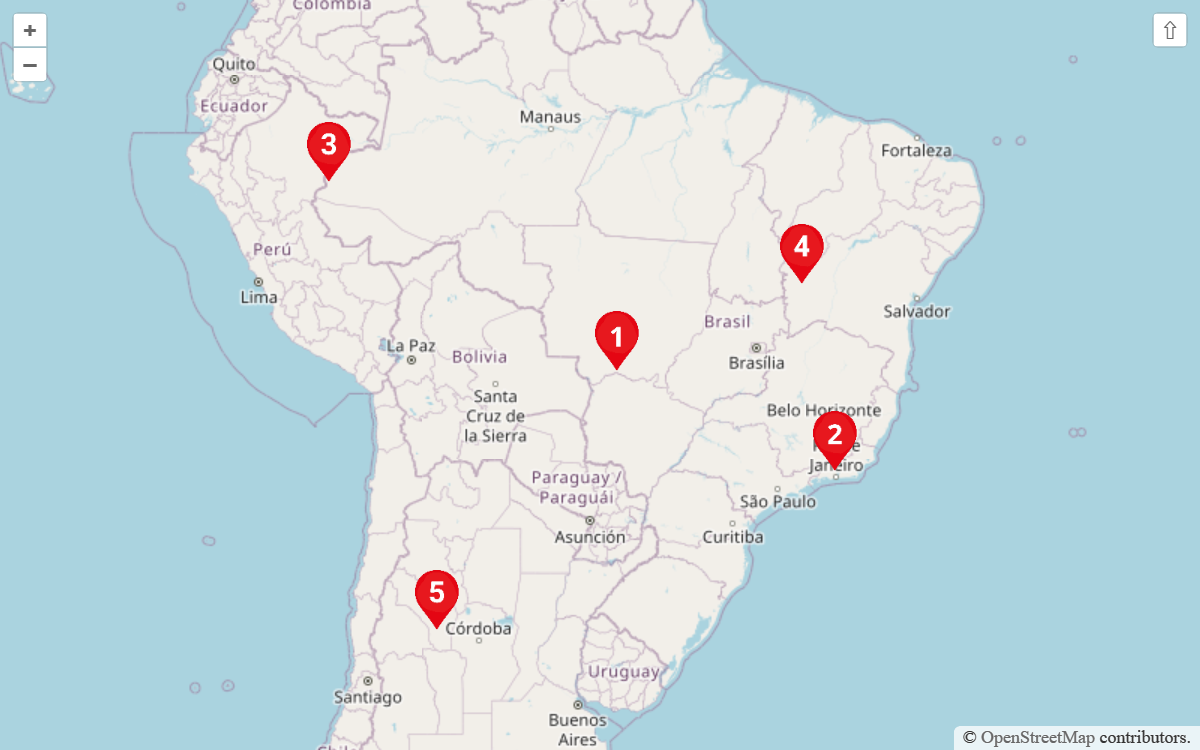 Colombia
+
−
⇧
Quito
Ecuador
Manaus
3
Fortaleza
4
Perú
Lima
Salvador
1
Brasil
La Paz
Bolivia
Brasília
Santa
Cruz de
la Sierra
Belo Horizonte
2
Janeiro
Paraguay /
Paraguái
São Paulo
Asunción
Curitiba
5
Córdoba
Uruguay
Santiago
Buenos
Aires
© OpenStreetMap contributors.